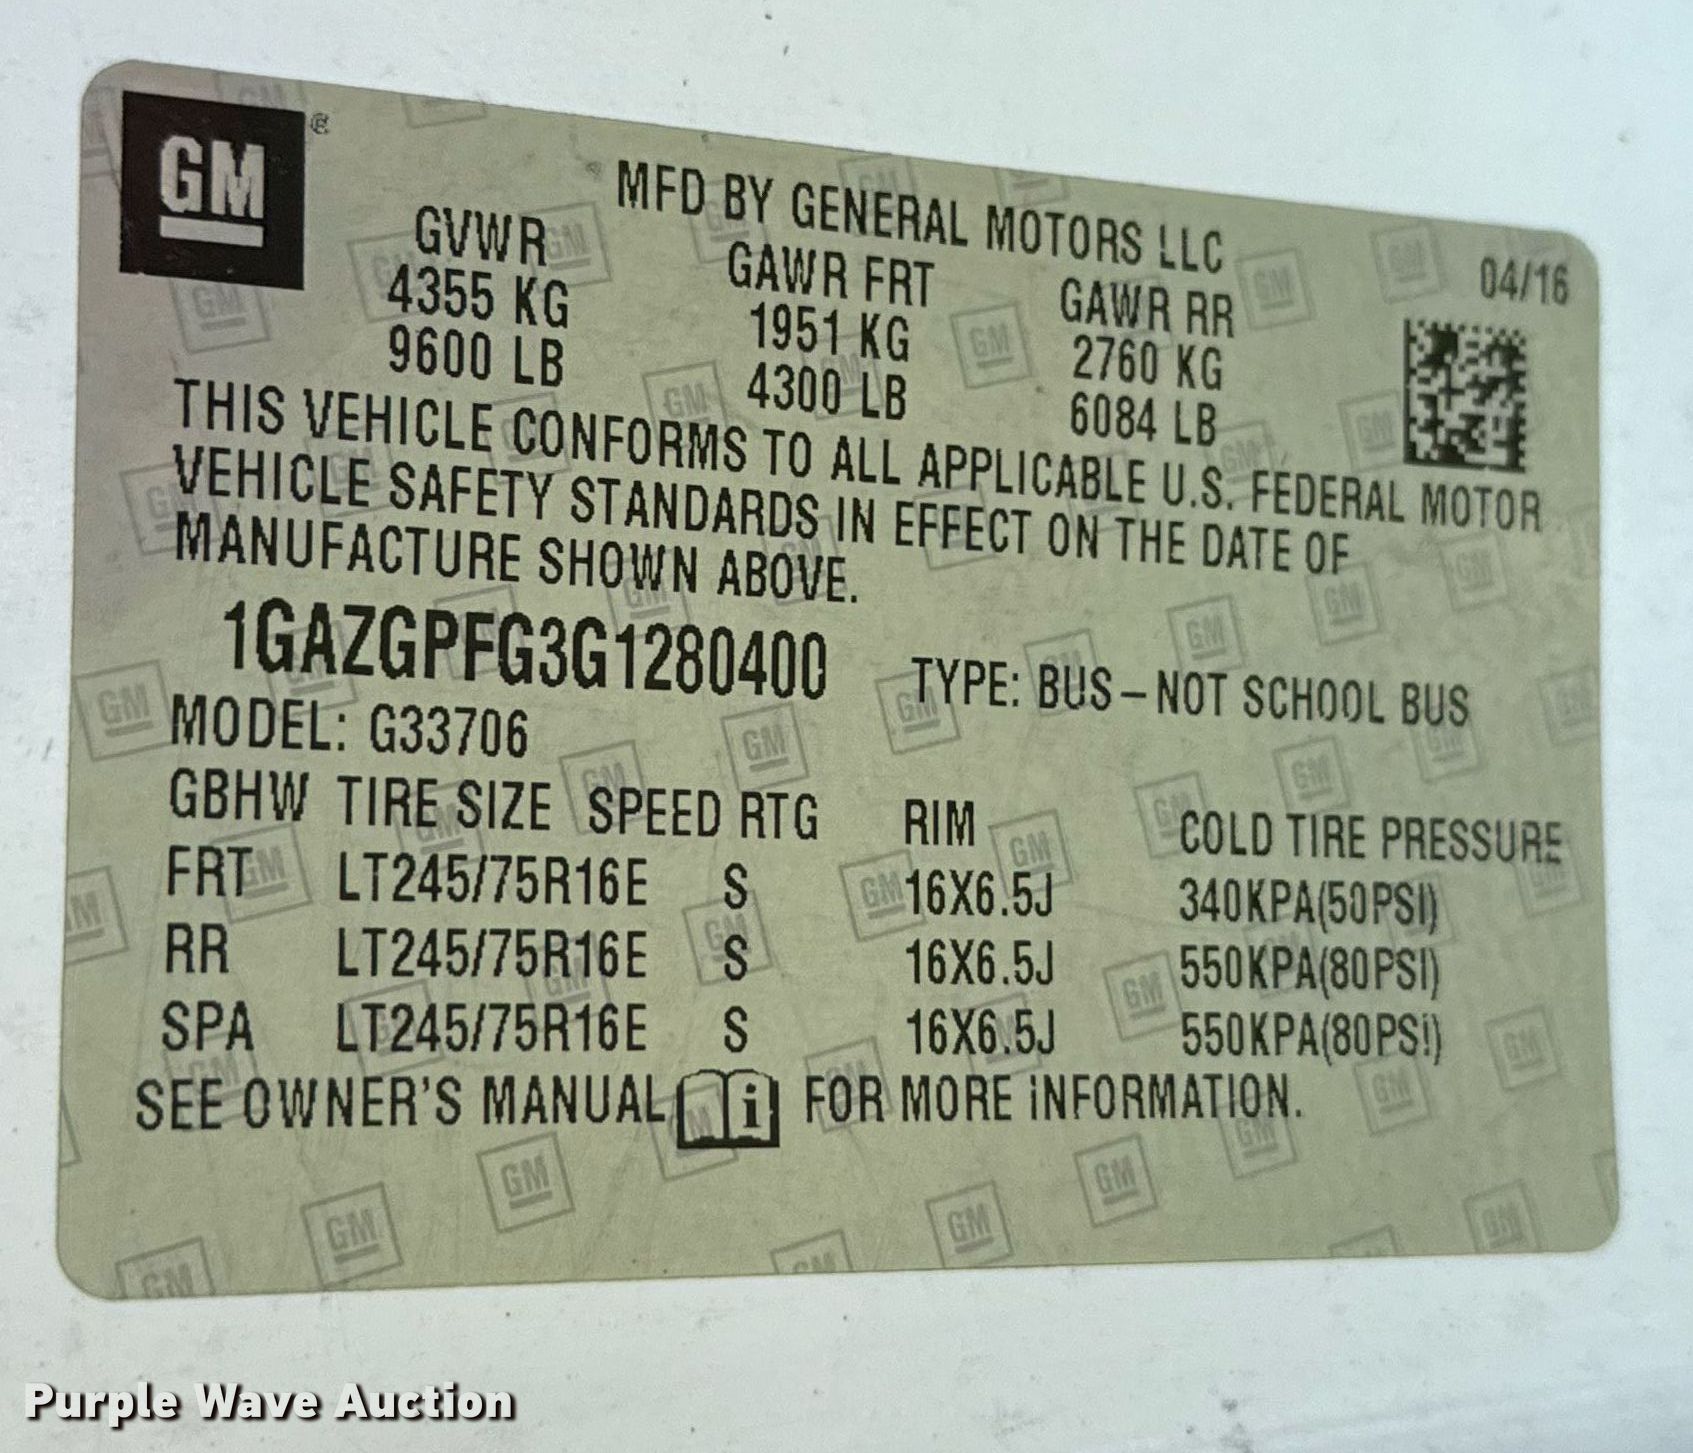 GM
MFD BY GENERAL MOTORS LLC
GVWR GAWR FRT GAWR RR 04/16
4355 KG 1951 KG 2760 KG
9600 LB 4300 LB 6084 LB
THIS VEHICLE CONFORMS TO ALL APPLICABLE U.S. FEDERAL MOTOR
VEHICLE SAFETY STANDARDS IN EFFECT ON THE DATE OF
MANUFACTURE SHOWN ABOVE.
1GAZGPFG3G1280400 TYPE: BUS – NOT SCHOOL BUS
MODEL: G33706
GBHW TIRE SIZE SPEED RTG RIM COLD TIRE PRESSURE
FRT LT245/75R16E S 16X6.5J 340KPA(50PSI)
RR LT245/75R16E S 16X6.5J 550KPA(80PSI)
SPA LT245/75R16E S 16X6.5J 550KPA(80PSI)
SEE OWNER'S MANUAL i FOR MORE INFORMATION.
Purple Wave Auction